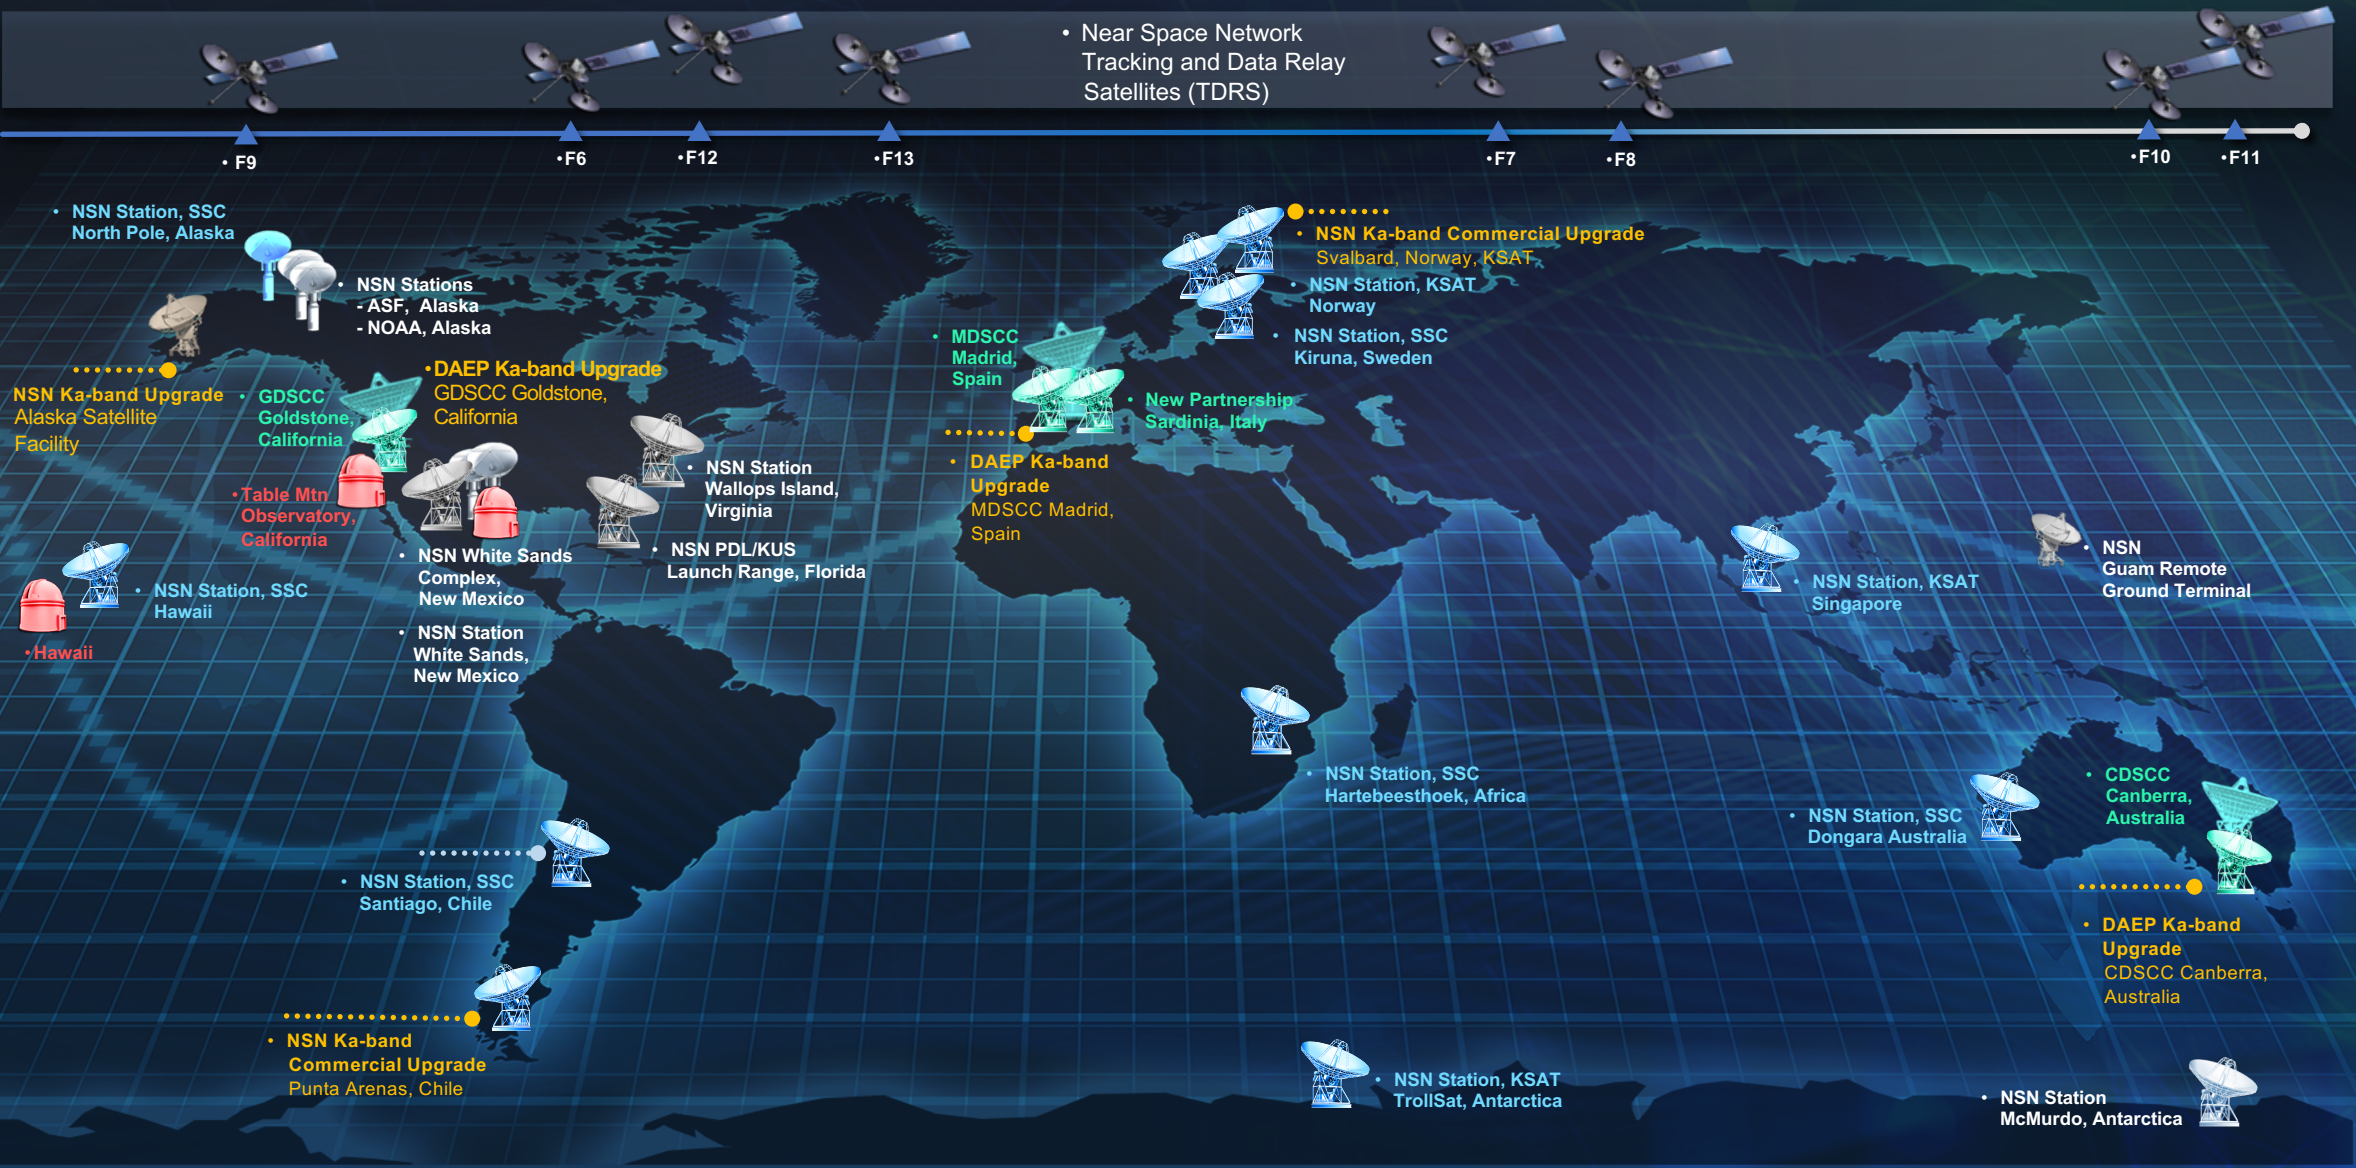 • Near Space Network
Tracking and Data Relay
Satellites (TDRS)
• F9
•F6
•F12
•F13
•F7
•F8
•F10
•F11
• NSN Station, SSC
North Pole, Alaska
• NSN Stations
- ASF, Alaska
- NOAA, Alaska
NSN Ka-band Upgrade
Alaska Satellite
Facility
• GDSCC
Goldstone,
California
•DAEP Ka-band Upgrade
GDSCC Goldstone,
California
•Table Mtn
Observatory,
California
• NSN Station
Wallops Island,
Virginia
• NSN PDL/KUS
Launch Range, Florida
• NSN White Sands
Complex,
New Mexico
• NSN Station
White Sands,
New Mexico
• NSN Station, SSC
Hawaii
•Hawaii
• NSN Station, SSC
Santiago, Chile
• NSN Ka-band
Commercial Upgrade
Punta Arenas, Chile
• NSN Ka-band Commercial Upgrade
Svalbard, Norway, KSAT
• NSN Station, KSAT
Norway
• NSN Station, SSC
Kiruna, Sweden
• MDSCC
Madrid,
Spain
• New Partnership
Sardinia, Italy
• DAEP Ka-band
Upgrade
MDSCC Madrid,
Spain
• NSN Station, KSAT
Singapore
• NSN
Guam Remote
Ground Terminal
• NSN Station, SSC
Hartebeesthoek, Africa
• NSN Station, SSC
Dongara Australia
• CDSCC
Canberra,
Australia
• DAEP Ka-band
Upgrade
CDSCC Canberra,
Australia
• NSN Station, KSAT
TrollSat, Antarctica
• NSN Station
McMurdo, Antarctica